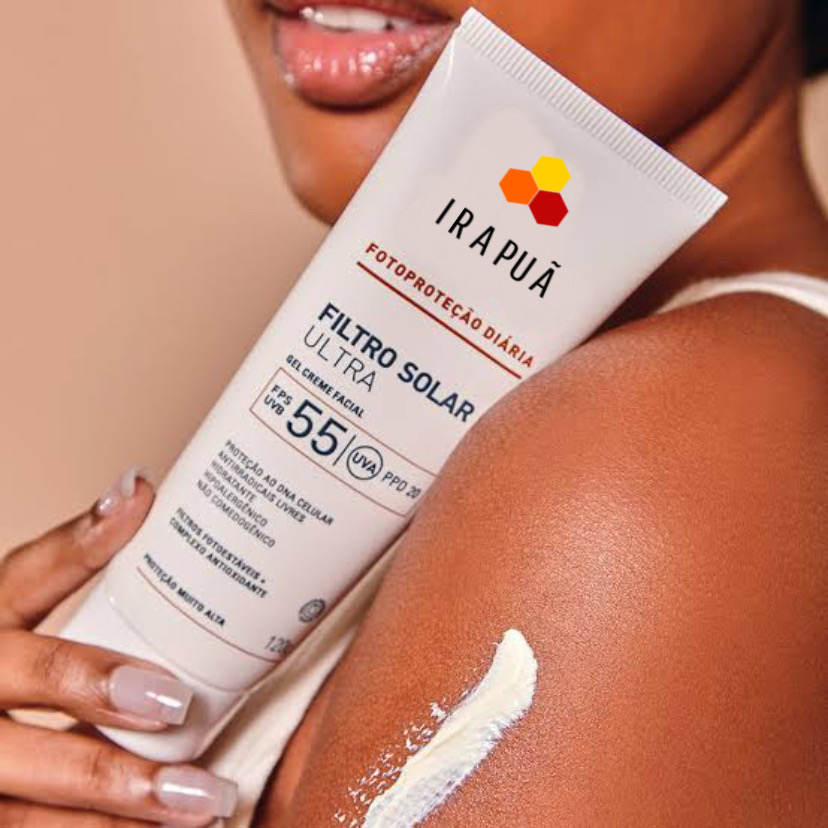 IRAPUÃ
FOTOPROTEÇÃO DIÁRIA
FILTRO SOLAR
ULTRA
GEL CREME FACIAL
FPS
UVB
55
UVA
PPD 20
PROTEÇÃO AO DNA CELULAR
ANTIRRADICAIS LIVRES
HIDRATANTE
HIPOALERGÊNICO
NÃO COMEDOGÊNICO
FILTROS FOTOESTÁVEIS +
COMPLEXO ANTIOXIDANTE
PROTEÇÃO MUITO ALTA